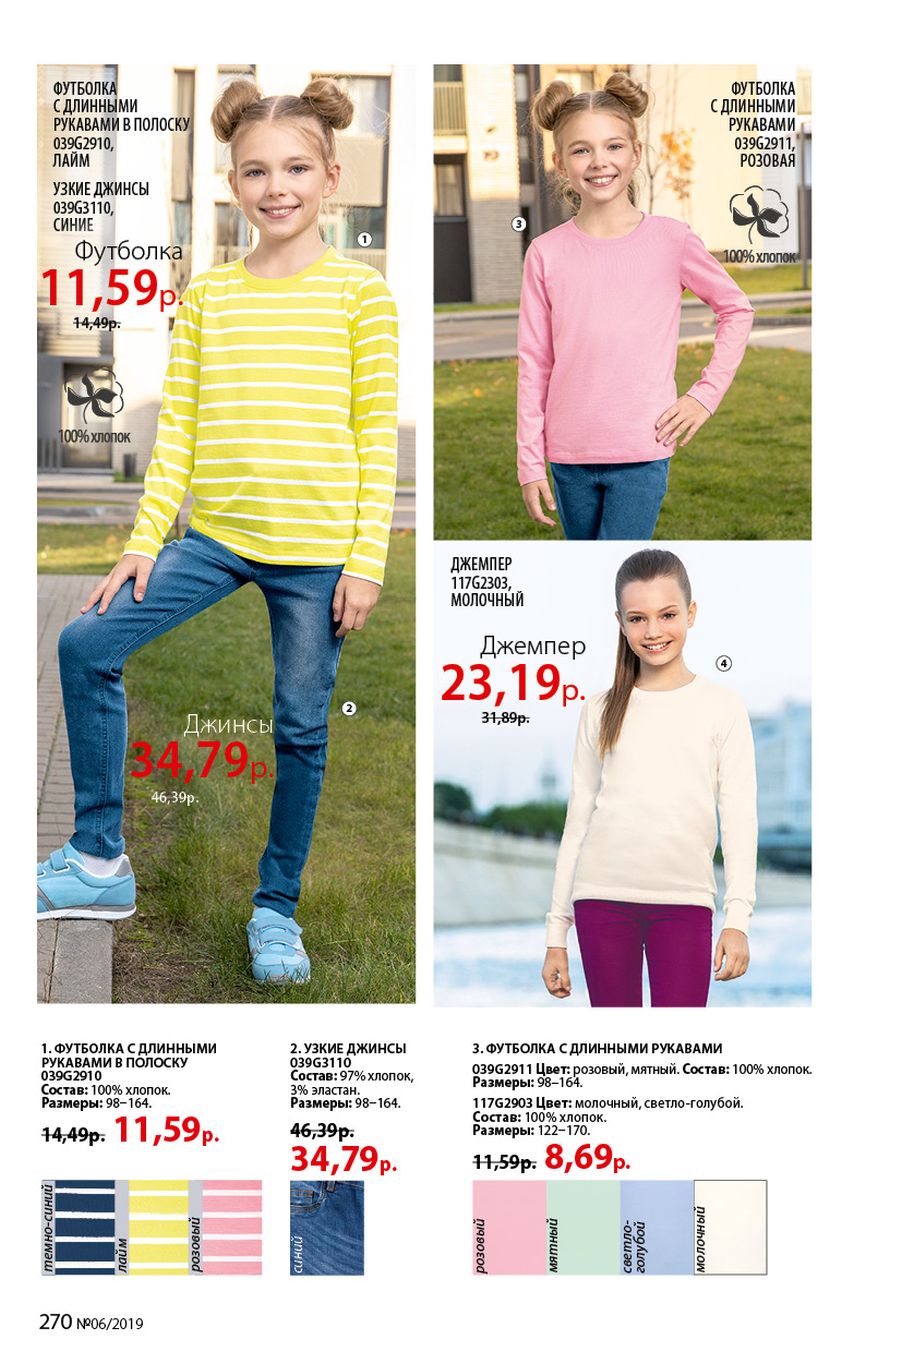 ФУТБОЛКА
С ДЛИННЫМИ
РУКАВАМИ В ПОЛОСКУ
039G2910,
ЛАЙМ
УЗКИЕ ДЖИНСЫ
039G3110,
СИНИЕ
Футболка
11,59р.
14,49р.
100% хлопок
1
Джинсы
34,79р.
46,39р.
2
ФУТБОЛКА
С ДЛИННЫМИ
РУКАВАМИ
039G2911,
РОЗОВАЯ
100% хлопок
3
ДЖЕМПЕР
117G2303,
МОЛОЧНЫЙ
Джемпер
23,19р.
31,89р.
4
1. ФУТБОЛКА С ДЛИННЫМИ
РУКАВАМИ В ПОЛОСКУ
039G2910
Состав: 100% хлопок.
Размеры: 98–164.
14,49р. 11,59р.
темно-синий
лайм
розовый
2. УЗКИЕ ДЖИНСЫ
039G3110
Состав: 97% хлопок,
3% эластан.
Размеры: 98–164.
46,39р.
34,79р.
синий
3. ФУТБОЛКА С ДЛИННЫМИ РУКАВАМИ
039G2911 Цвет: розовый, мятный. Состав: 100% хлопок.
Размеры: 98–164.
117G2903 Цвет: молочный, светло-голубой.
Состав: 100% хлопок.
Размеры: 122–170.
11,59р. 8,69р.
розовый
мятный
светло-
голубой
молочный
270 №06/2019